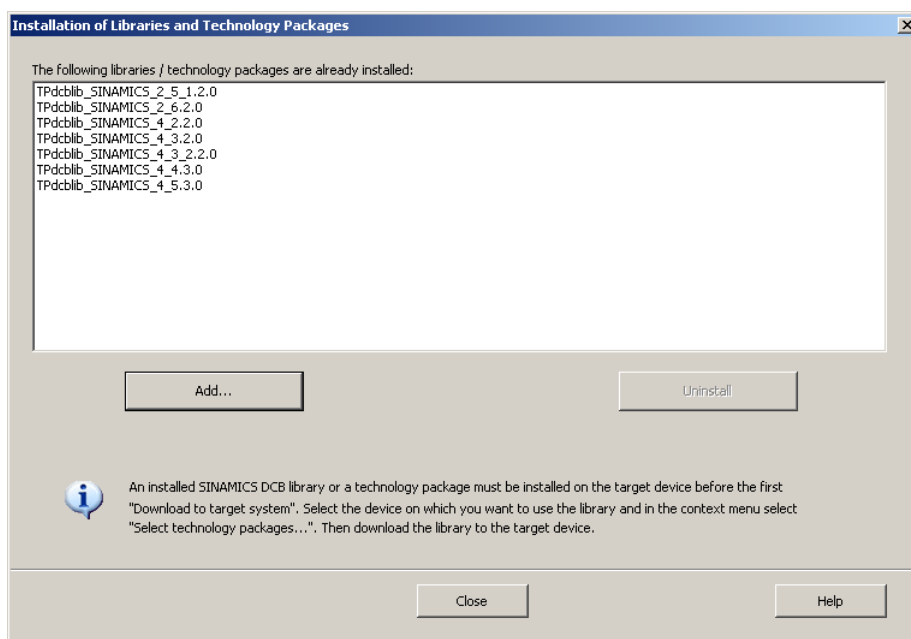 Installation of Libraries and Technology Packages
The following libraries / technology packages are already installed:
TPdcblib_SINAMICS_2_5_1.2.0
TPdcblib_SINAMICS_2_6.2.0
TPdcblib_SINAMICS_4_2.2.0
TPdcblib_SINAMICS_4_3.2.0
TPdcblib_SINAMICS_4_3_2.2.0
TPdcblib_SINAMICS_4_4.3.0
TPdcblib_SINAMICS_4_5.3.0
Add...
Uninstall
An installed SINAMICS DCB library or a technology package must be installed on the target device before the first
"Download to target system". Select the device on which you want to use the library and in the context menu select
"Select technology packages...". Then download the library to the target device.
Close
Help